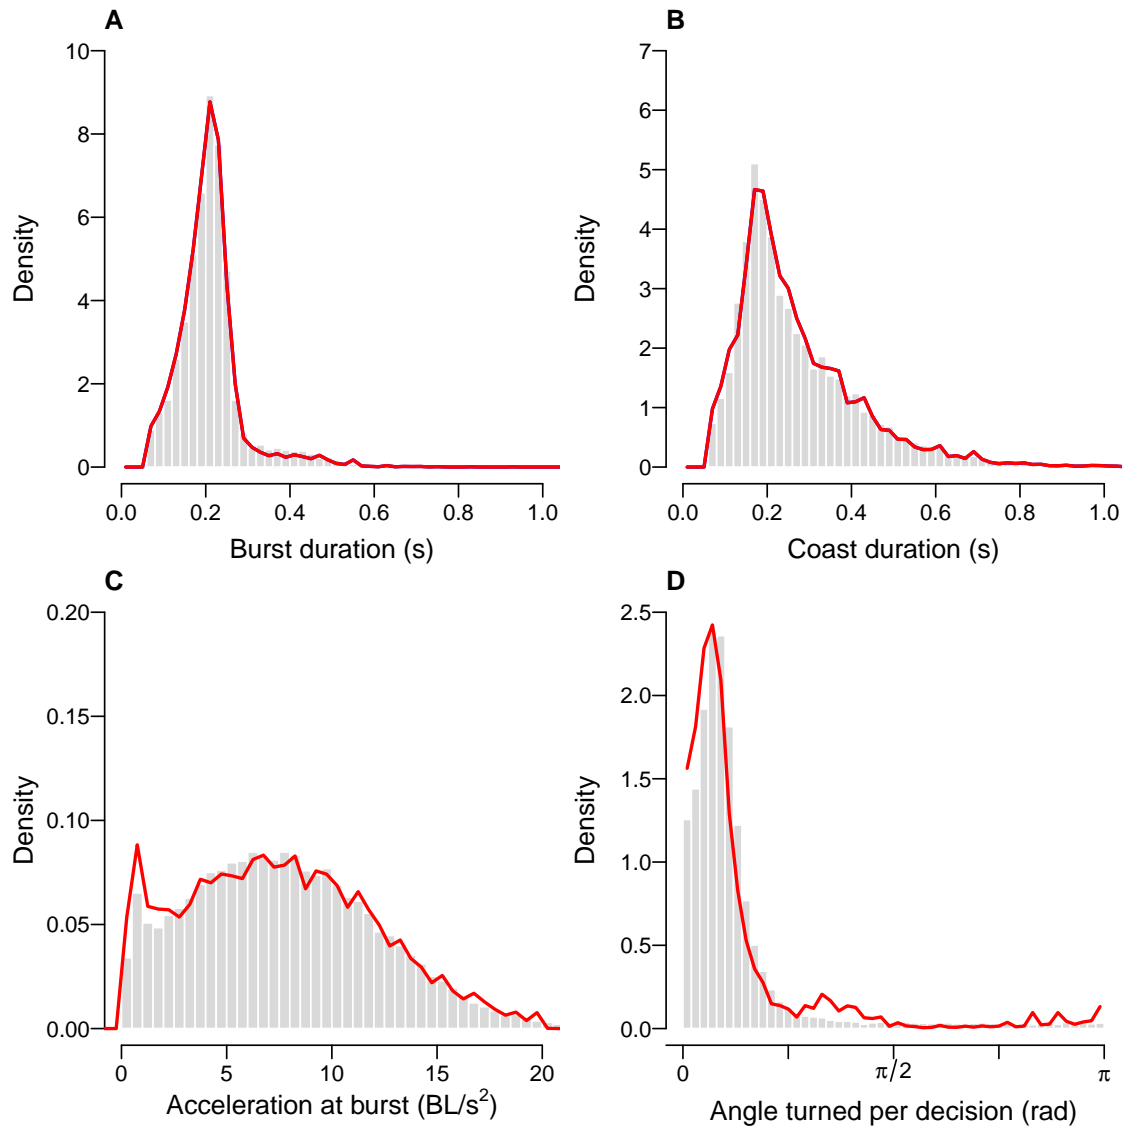 A
10
8
6
4
2
0
Density
0.0 0.2 0.4 0.6 0.8 1.0
Burst duration (s)
B
7
6
5
4
3
2
1
0
Density
0.0 0.2 0.4 0.6 0.8 1.0
Coast duration (s)
C
0.20
0.15
0.10
0.05
0.00
Density
0 5 10 15 20
Acceleration at burst (BL/s²)
D
2.5
2.0
1.5
1.0
0.5
0.0
Density
0 π/2 π
Angle turned per decision (rad)